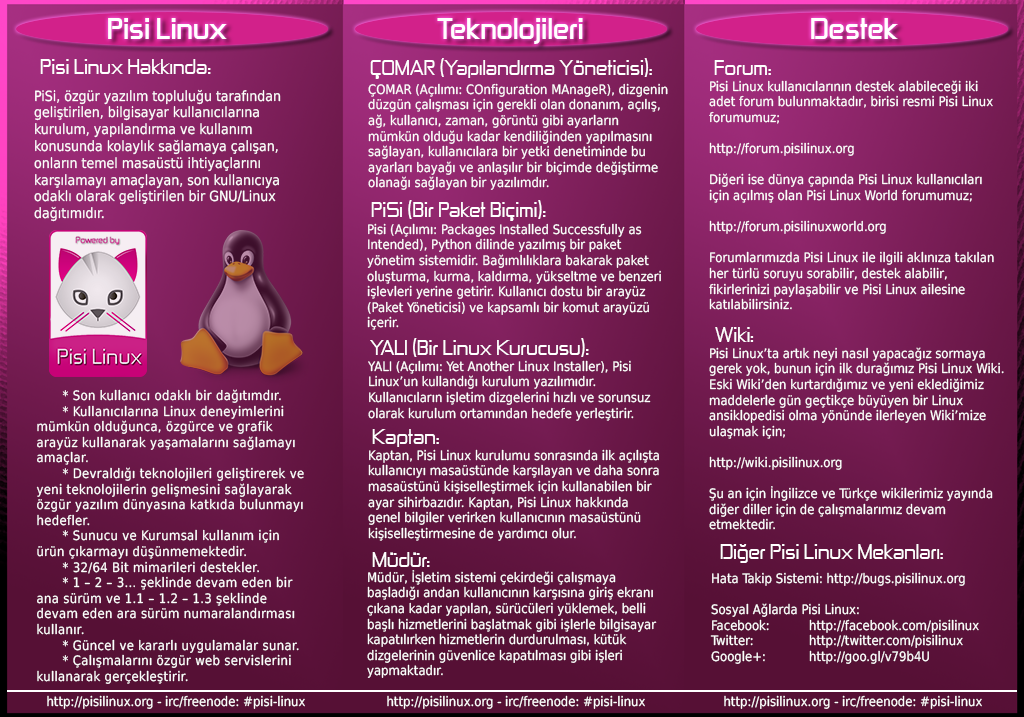 Pisi Linux
Pisi Linux Hakkında:
PiSi, özgür yazılım topluluğu tarafından
geliştirilen, bilgisayar kullanıcılarına
kurulum, yapılandırma ve kullanım
konusunda kolaylık sağlamaya çalışan,
onların temel masaüstü ihtiyaçlarını
karşılamayı amaçlayan, son kullanıcıya
odaklı olarak geliştirilen bir GNU/Linux
dağıtımıdır.
Powered by
Pisi Linux
* Son kullanıcı odaklı bir dağıtımdır.
* Kullanıcılarına Linux deneyimlerini
mümkün olduğunca, özgürce ve grafik
arayüz kullanarak yaşamalarını sağlamayı
amaçlar.
* Devraldığı teknolojileri geliştirerek ve
yeni teknolojilerin gelişmesini sağlayarak
özgür yazılım dünyasına katkıda bulunmayı
hedefler.
* Sunucu ve Kurumsal kullanım için
ürün çıkarmayı düşünmemektedir.
* 32/64 Bit mimarileri destekler.
* 1 – 2 – 3... şeklinde devam eden bir
ana sürüm ve 1.1 – 1.2 – 1.3 şeklinde
devam eden ara sürüm numaralandırması
kullanır.
* Güncel ve kararlı uygulamalar sunar.
* Çalışmalarını özgür web servislerini
kullanarak gerçekleştirir.
http://pisilinux.org - irc/freenode: #pisi-linux
Teknolojileri
ÇOMAR (Yapılandırma Yöneticisi):
ÇOMAR (Açılımı: COnfiguration MAnageR), dizgenin
düzgün çalışması için gerekli olan donanım, açılış,
ağ, kullanıcı, zaman, görüntü gibi ayarların
mümkün olduğu kadar kendiliğinden yapılmasını
sağlayan, kullanıcılara bir yetki denetiminde bu
ayarları bayağı ve anlaşılır bir biçimde değiştirme
olanağı sağlayan bir yazılımdır.
PiSi (Bir Paket Biçimi):
Pisi (Açılımı: Packages Installed Successfully as
Intended), Python dilinde yazılmış bir paket
yönetim sistemidir. Bağımlılıklara bakarak paket
oluşturma, kurma, kaldırma, yükseltme ve benzeri
işlevleri yerine getirir. Kullanıcı dostu bir arayüz
(Paket Yöneticisi) ve kapsamlı bir komut arayüzü
içerir.
YALI (Bir Linux Kurucusu):
YALI (Açılımı: Yet Another Linux Installer), Pisi
Linux'un kullandığı kurulum yazılımıdır.
Kullanıcıların işletim dizgelerini hızlı ve sorunsuz
olarak kurulum ortamından hedefe yerleştirir.
Kaptan:
Kaptan, Pisi Linux kurulumu sonrasında ilk açılışta
kullanıcıyı masaüstünde karşılayan ve daha sonra
masaüstünü kişiselleştirmek için kullanabilen bir
ayar sihirbazıdır. Kaptan, Pisi Linux hakkında
genel bilgiler verirken kullanıcının masaüstünü
kişiselleştirmesine de yardımcı olur.
Müdür:
Müdür, İşletim sistemi çekirdeği çalışmaya
başladığı andan kullanıcının karşısına giriş ekranı
çıkana kadar yapılan, sürücüleri yüklemek, belli
başlı hizmetlerini başlatmak gibi işlerle bilgisayar
kapatılırken hizmetlerin durdurulması, kütük
dizgelerinin güvenlice kapatılması gibi işleri
yapmaktadır.
http://pisilinux.org - irc/freenode: #pisi-linux
Destek
Forum:
Pisi Linux kullanıcılarının destek alabileceği iki
adet forum bulunmaktadır, birisi resmi Pisi Linux
forumumuz;
http://forum.pisilinux.org
Diğeri ise dünya çapında Pisi Linux kullanıcıları
için açılmış olan Pisi Linux World forumumuz;
http://forum.pisilinuxworld.org
Forumlarımızda Pisi Linux ile ilgili aklınıza takılan
her türlü soruyu sorabilir, destek alabilir,
fikirlerinizi paylaşabilir ve Pisi Linux ailesine
katılabilirsiniz.
Wiki:
Pisi Linux'ta artık neyi nasıl yapacağız sormaya
gerek yok, bunun için ilk durağımız Pisi Linux Wiki.
Eski Wiki'den kurtardığımız ve yeni eklediğimiz
maddelerle gün geçtikçe büyüyen bir Linux
ansiklopedisi olma yönünde ilerleyen Wiki'mize
ulaşmak için;
http://wiki.pisilinux.org
Şu an için İngilizce ve Türkçe wikilerimiz yayında
diğer diller için de çalışmalarımız devam
etmektedir.
Diğer Pisi Linux Mekanları:
Hata Takip Sistemi: http://bugs.pisilinux.org
Sosyal Ağlarda Pisi Linux:
Facebook: http://facebook.com/pisilinux
Twitter: http://twitter.com/pisilinux
Google+: http://goo.gl/v79b4U
http://pisilinux.org - irc/freenode: #pisi-linux